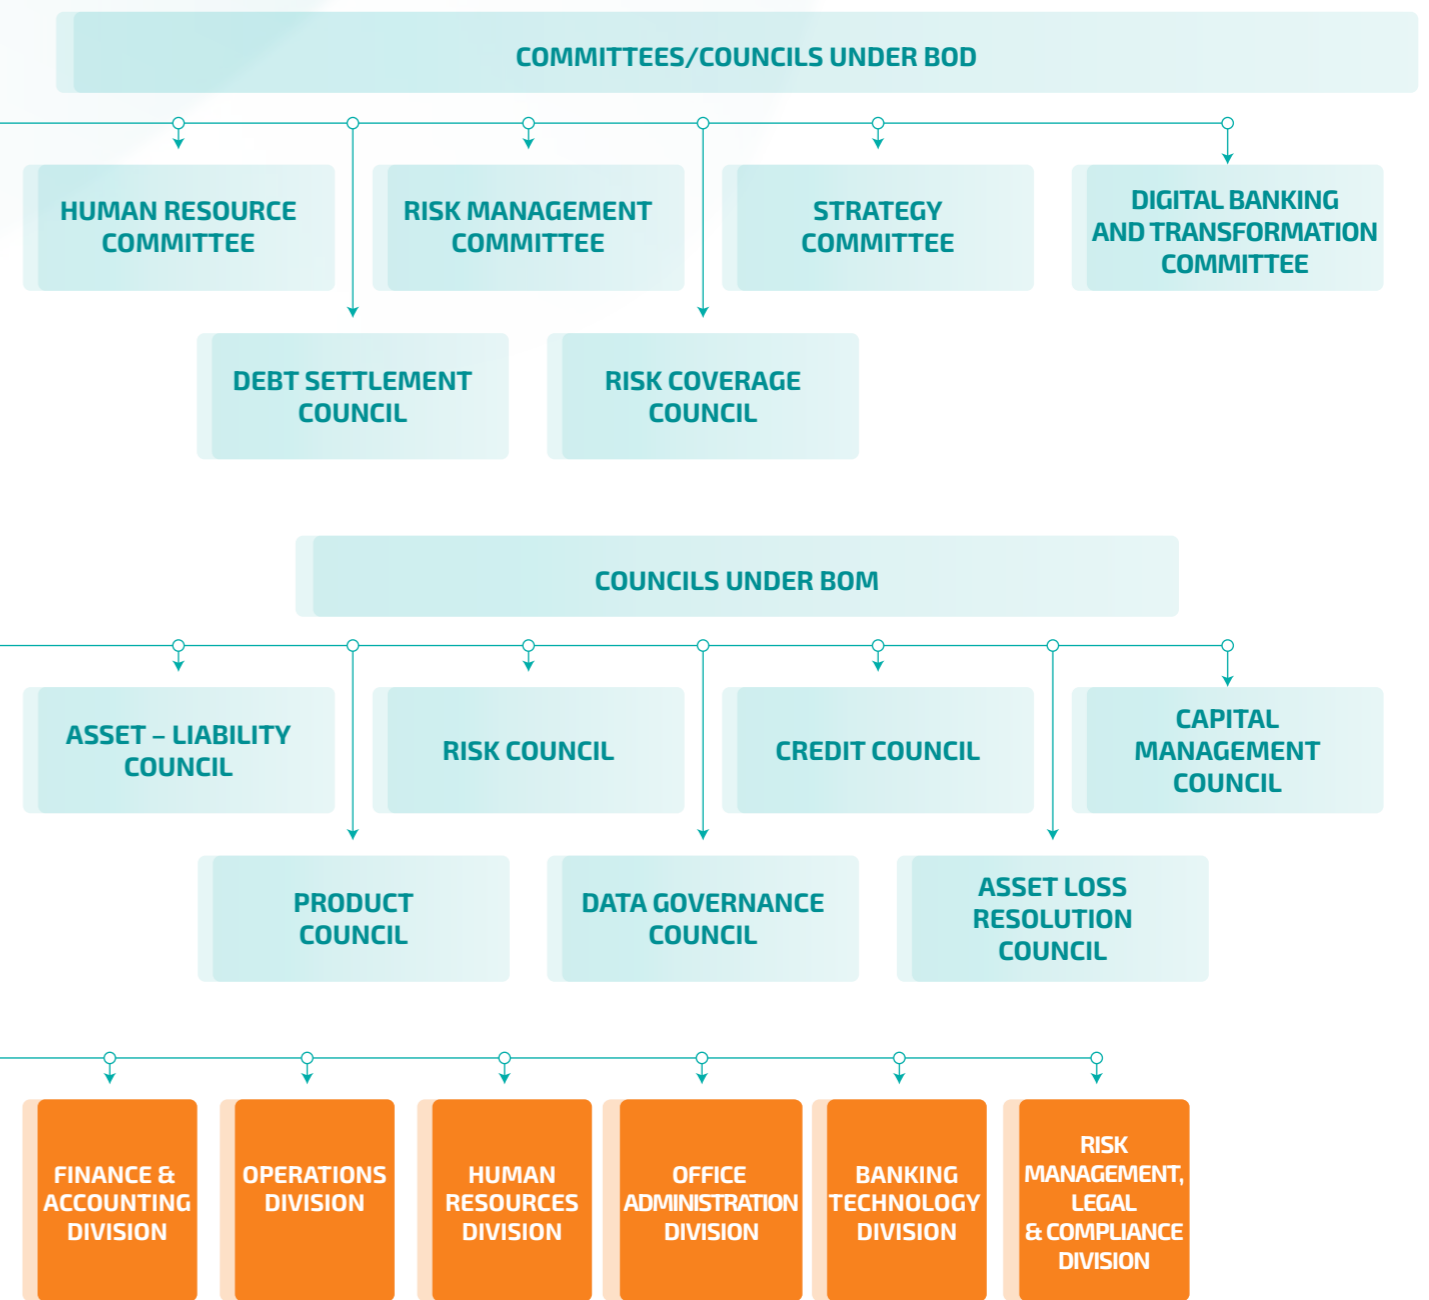 COMMITTEES/COUNCILS UNDER BOD
HUMAN RESOURCE
COMMITTEE
RISK MANAGEMENT
COMMITTEE
STRATEGY
COMMITTEE
DIGITAL BANKING
AND TRANSFORMATION
COMMITTEE
DEBT SETTLEMENT
COUNCIL
RISK COVERAGE
COUNCIL
COUNCILS UNDER BOM
ASSET – LIABILITY
COUNCIL
RISK COUNCIL
CREDIT COUNCIL
CAPITAL
MANAGEMENT
COUNCIL
PRODUCT
COUNCIL
DATA GOVERNANCE
COUNCIL
ASSET LOSS
RESOLUTION
COUNCIL
FINANCE &
ACCOUNTING
DIVISION
OPERATIONS
DIVISION
HUMAN
RESOURCES
DIVISION
OFFICE
ADMINISTRATION
DIVISION
BANKING
TECHNOLOGY
DIVISION
RISK
MANAGEMENT,
LEGAL
& COMPLIANCE
DIVISION